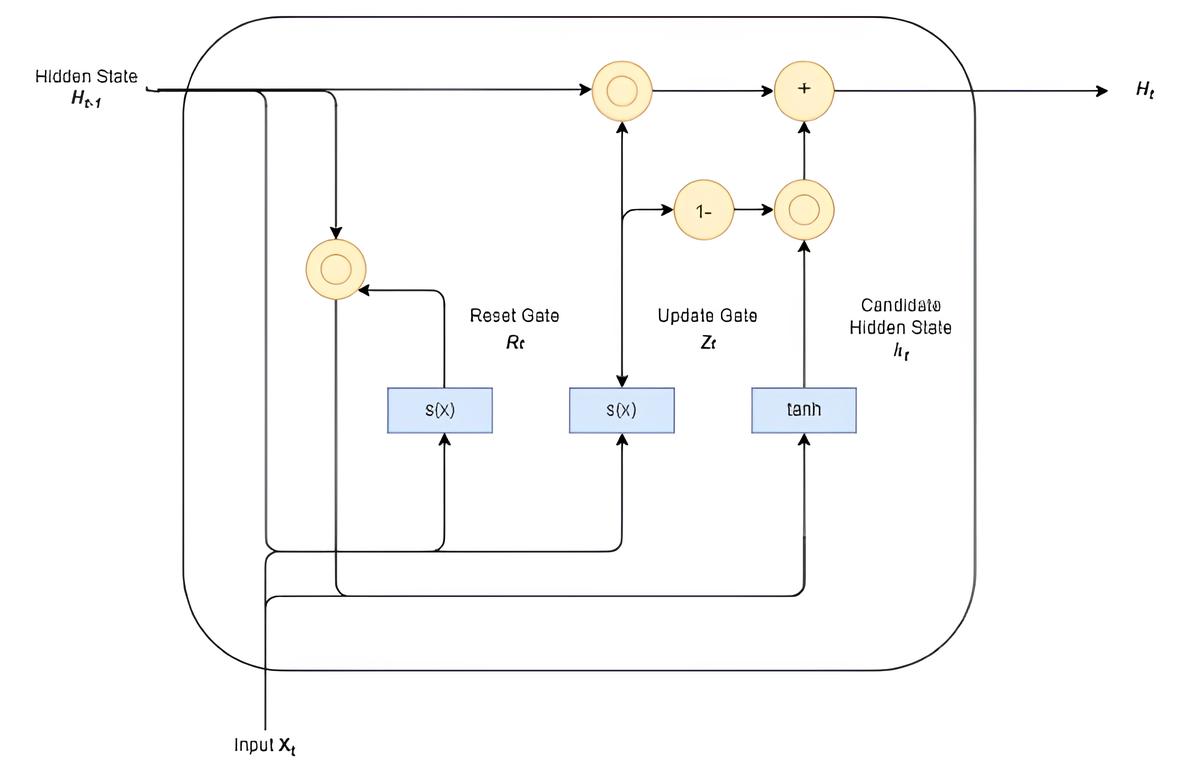 Hidden State
H_{t-1}
+
H_t
1-
Reset Gate
R_t
Update Gate
Z_t
Candidate
Hidden State
h_t
s(x)
s(x)
tanh
Input X_t